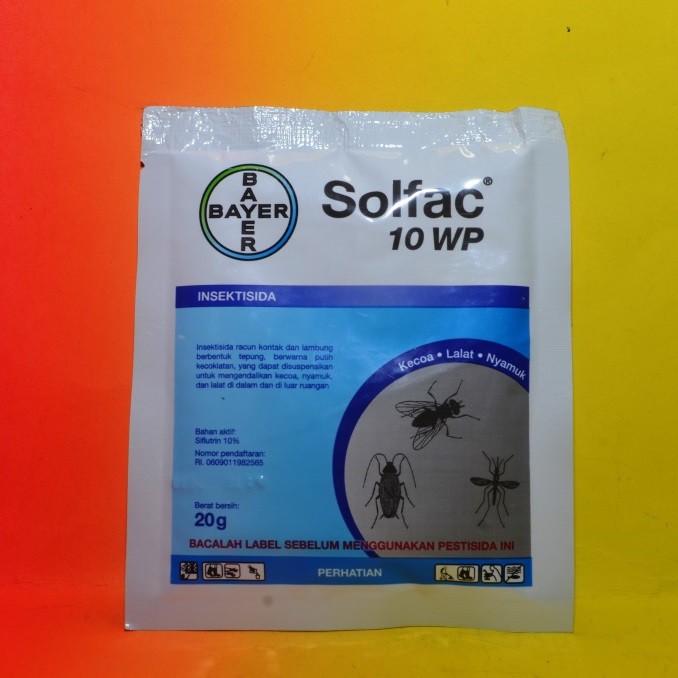 BAYER
BAYER
Solfac®
10 WP
INSEKTISIDA
Insektisida racun kontak dan lambung
berbentuk tepung, berwarna putih
kecoklatan, yang dapat disuspensikan
untuk mengendalikan kecoa, nyamuk,
dan lalat di dalam dan di luar ruangan
Kecoa • Lalat • Nyamuk
Bahan aktif:
Siflutrin 10%
Nomor pendaftaran:
RI. 0609011982565
Berat bersih:
20g
BACALAH LABEL SEBELUM MENGGUNAKAN PESTISIDA INI
PERHATIAN